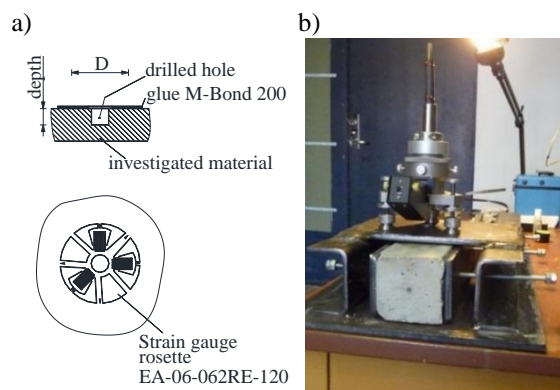 a)
b)
depth
D
drilled hole
glue M-Bond 200
investigated material
Strain gauge
rosette
EA-06-062RE-120